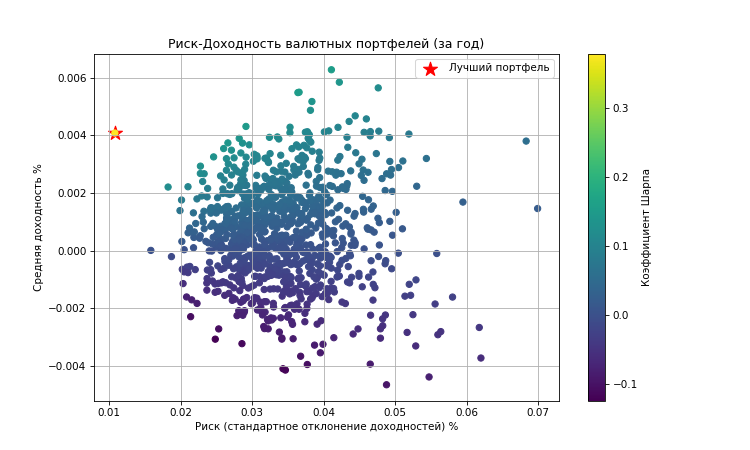 Риск-Доходность валютных портфелей (за год)
Лучший портфель
Средняя доходность %
0.006
0.004
0.002
0.000
−0.002
−0.004
0.01 0.02 0.03 0.04 0.05 0.06 0.07
Риск (стандартное отклонение доходностей) %
0.3
0.2
0.1
0.0
−0.1
Коэффициент Шарпа